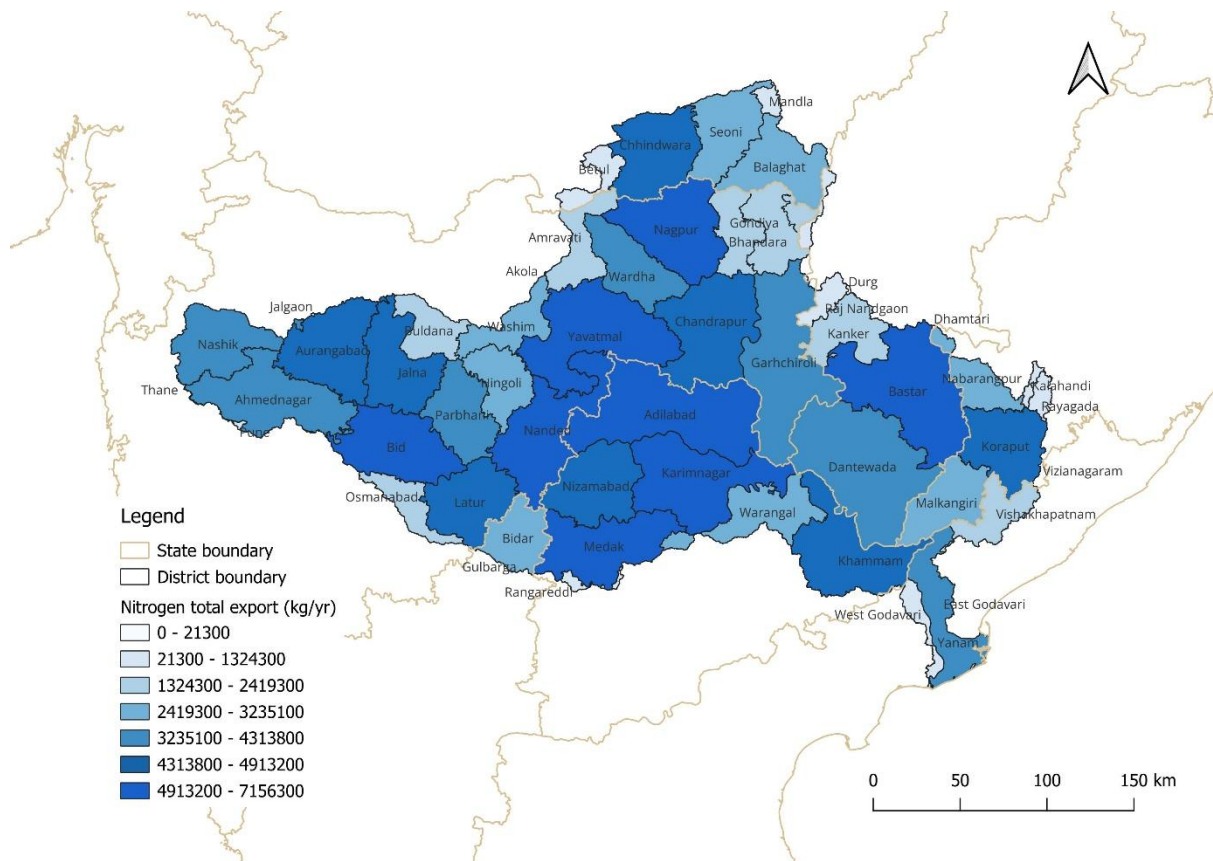 Mandla
Seoni
Chhindwara
Balaghat
Betul
Gondiya
Nagpur
Amravati
Bhandara
Akola
Wardha
Durg
Jalgaon
Raj Nandgaon
Dhamtari
Buldana
Washim
Chandrapur
Kanker
Yavatmal
Nashik
Aurangabad
Garhchiroli
Jalna
Hingoli
Nabarangpur
Kalahandi
Thane
Bastar
Ahmednagar
Rayagada
Parbhani
Adilabad
Pune
Nanded
Bid
Koraput
Dantewada
Vizianagaram
Karimnagar
Nizamabad
Osmanabad
Latur
Malkangiri
Warangal
Vishakhapatnam
Bidar
Medak
Gulbarga
Khammam
Rangareddi
East Godavari
West Godavari
Yanam
Legend
State boundary
District boundary
Nitrogen total export (kg/yr)
0 - 21300
21300 - 1324300
1324300 - 2419300
2419300 - 3235100
3235100 - 4313800
4313800 - 4913200
4913200 - 7156300
0 50 100 150 km